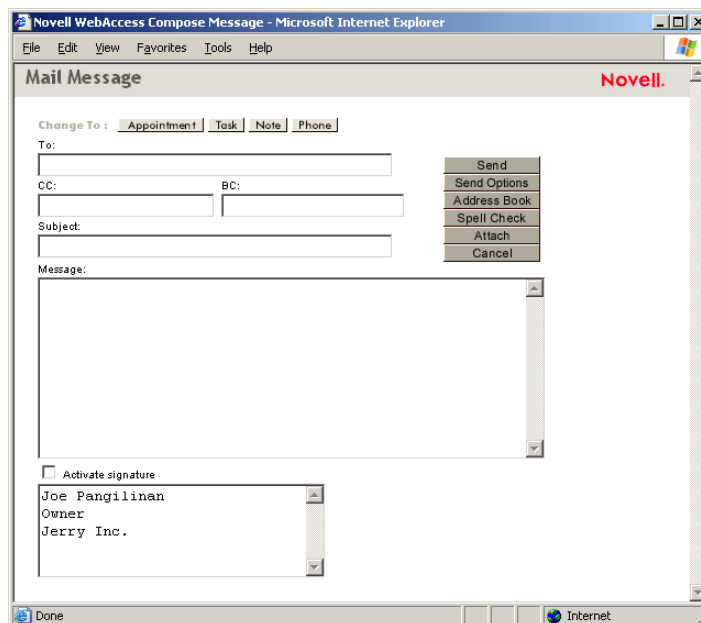 Novell WebAccess Compose Message - Microsoft Internet Explorer
File Edit View Favorites Tools Help
Mail Message
Novell.
Change To : Appointment Task Note Phone
To:
Send
CC: BC:
Send Options
Address Book
Spell Check
Subject:
Attach
Cancel
Message:
Activate signature
Joe Pangilinan
Owner
Jerry Inc.
Done Internet